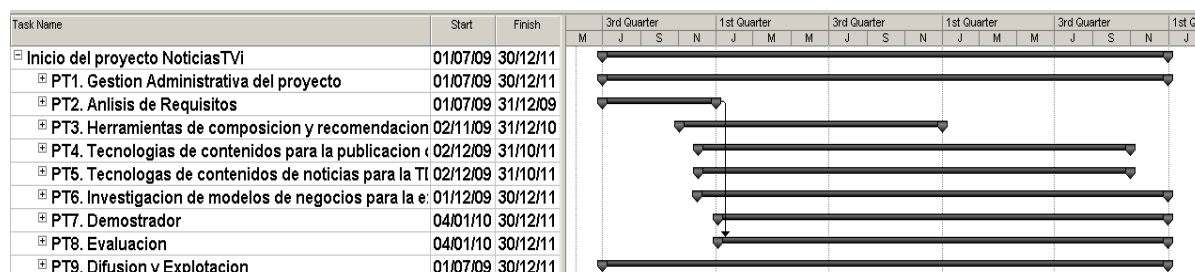 Task Name Start Finish 3rd Quarter 1st Quarter 3rd Quarter 1st Quarter 3rd Quarter 1st Q
M J S N J M M J S N J M M J S N J
Inicio del proyecto NoticiasTVi 01/07/09 30/12/11
PT1. Gestion Administrativa del proyecto 01/07/09 30/12/11
PT2. Anlisis de Requisitos 01/07/09 31/12/09
PT3. Herramientas de composicion y recomendacion 02/11/09 31/12/10
PT4. Tecnologias de contenidos para la publicacion 02/12/09 31/10/11
PT5. Tecnologas de contenidos de noticias para la 02/12/09 31/10/11
PT6. Investigacion de modelos de negocios para la 01/12/09 30/12/11
PT7. Demostrador 04/01/10 30/12/11
PT8. Evaluacion 04/01/10 30/12/11
PT9. Difusion y Explotacion 01/07/09 30/12/11